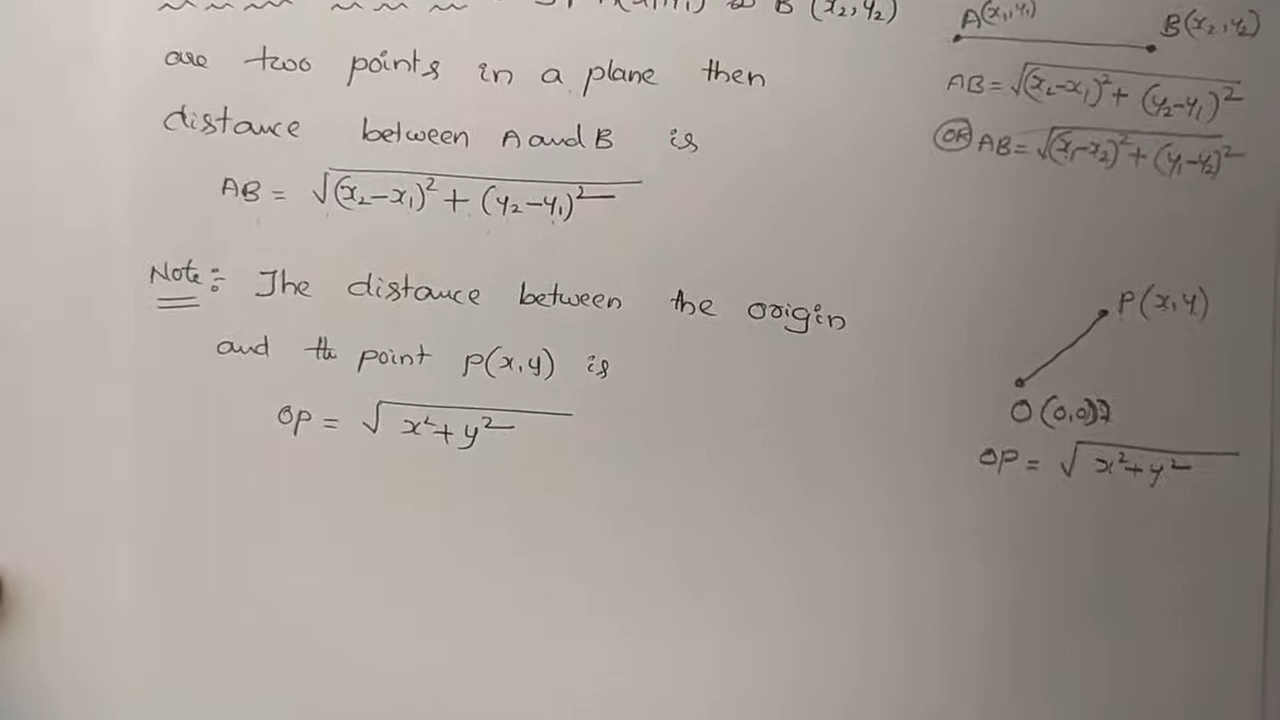 B (x₂, y₂)
are two points in a plane then
distance between A and B is
AB = √(x₂-x₁)² + (y₂-y₁)²
Note: The distance between the origin
and the point P(x,y) is
OP = √x²+y²
A(x₁,y₁)
B(x₂,y₂)
AB = √(x₂-x₁)² + (y₂-y₁)²
OR AB = √(x₁-x₂)² + (y₁-y₂)²
P(x,y)
O(0,0)
OP = √x²+y²